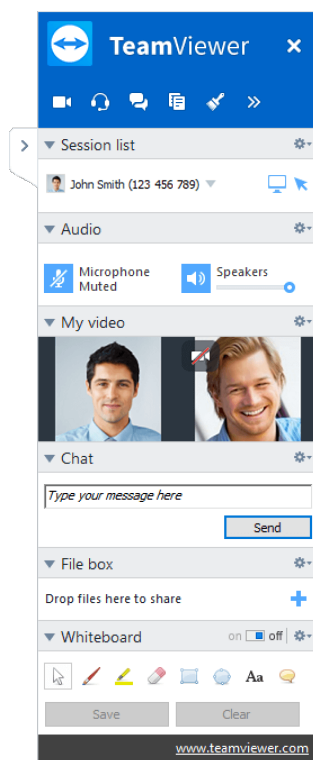 TeamViewer
Session list
John Smith (123 456 789)
Audio
Microphone
Muted
Speakers
My video
Chat
Type your message here
Send
File box
Drop files here to share
Whiteboard
on off
Aa
Save Clear
www.teamviewer.com